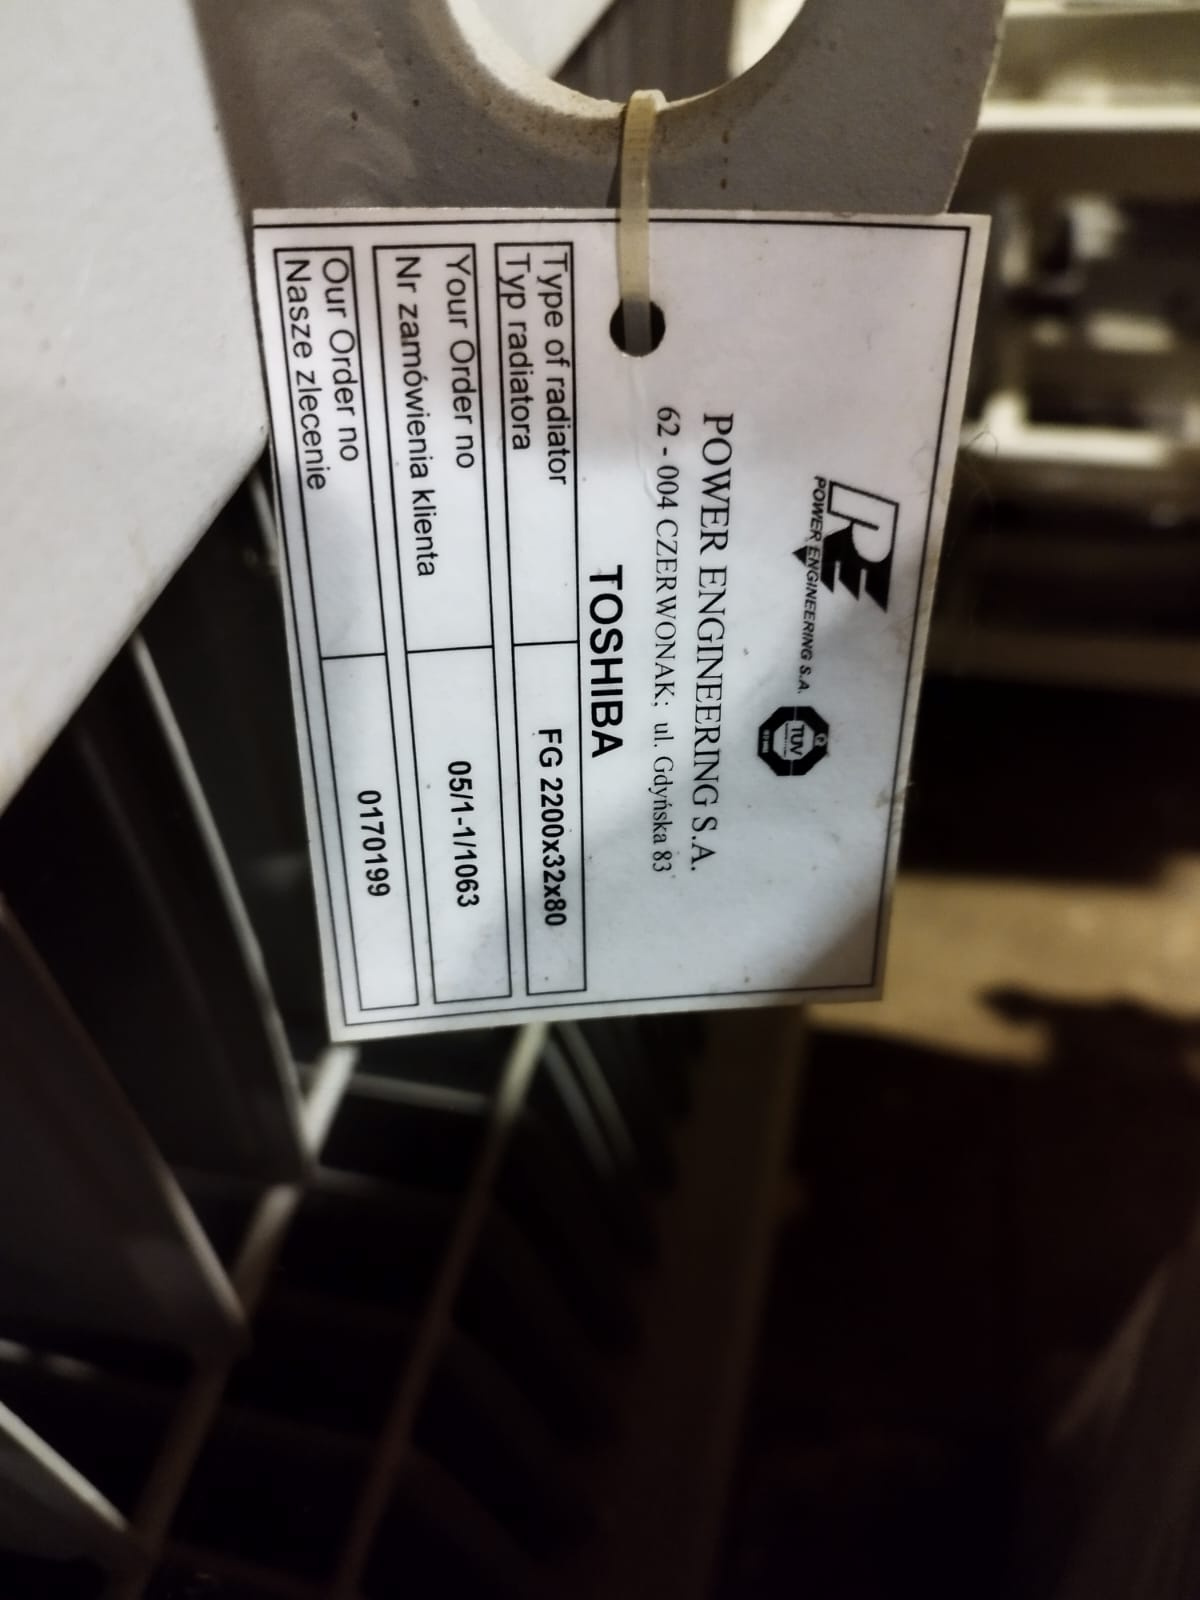 PE
POWER ENGINEERING S.A.
TÜV
POWER ENGINEERING S.A.
62 - 004 CZERWONAK; ul. Gdyńska 83
TOSHIBA
Type of radiator
Typ radiatora
FG 2200x32x80
Your Order no
Nr zamówienia klienta
05/1-1/1063
Our Order no
Nasze zlecenie
0170199